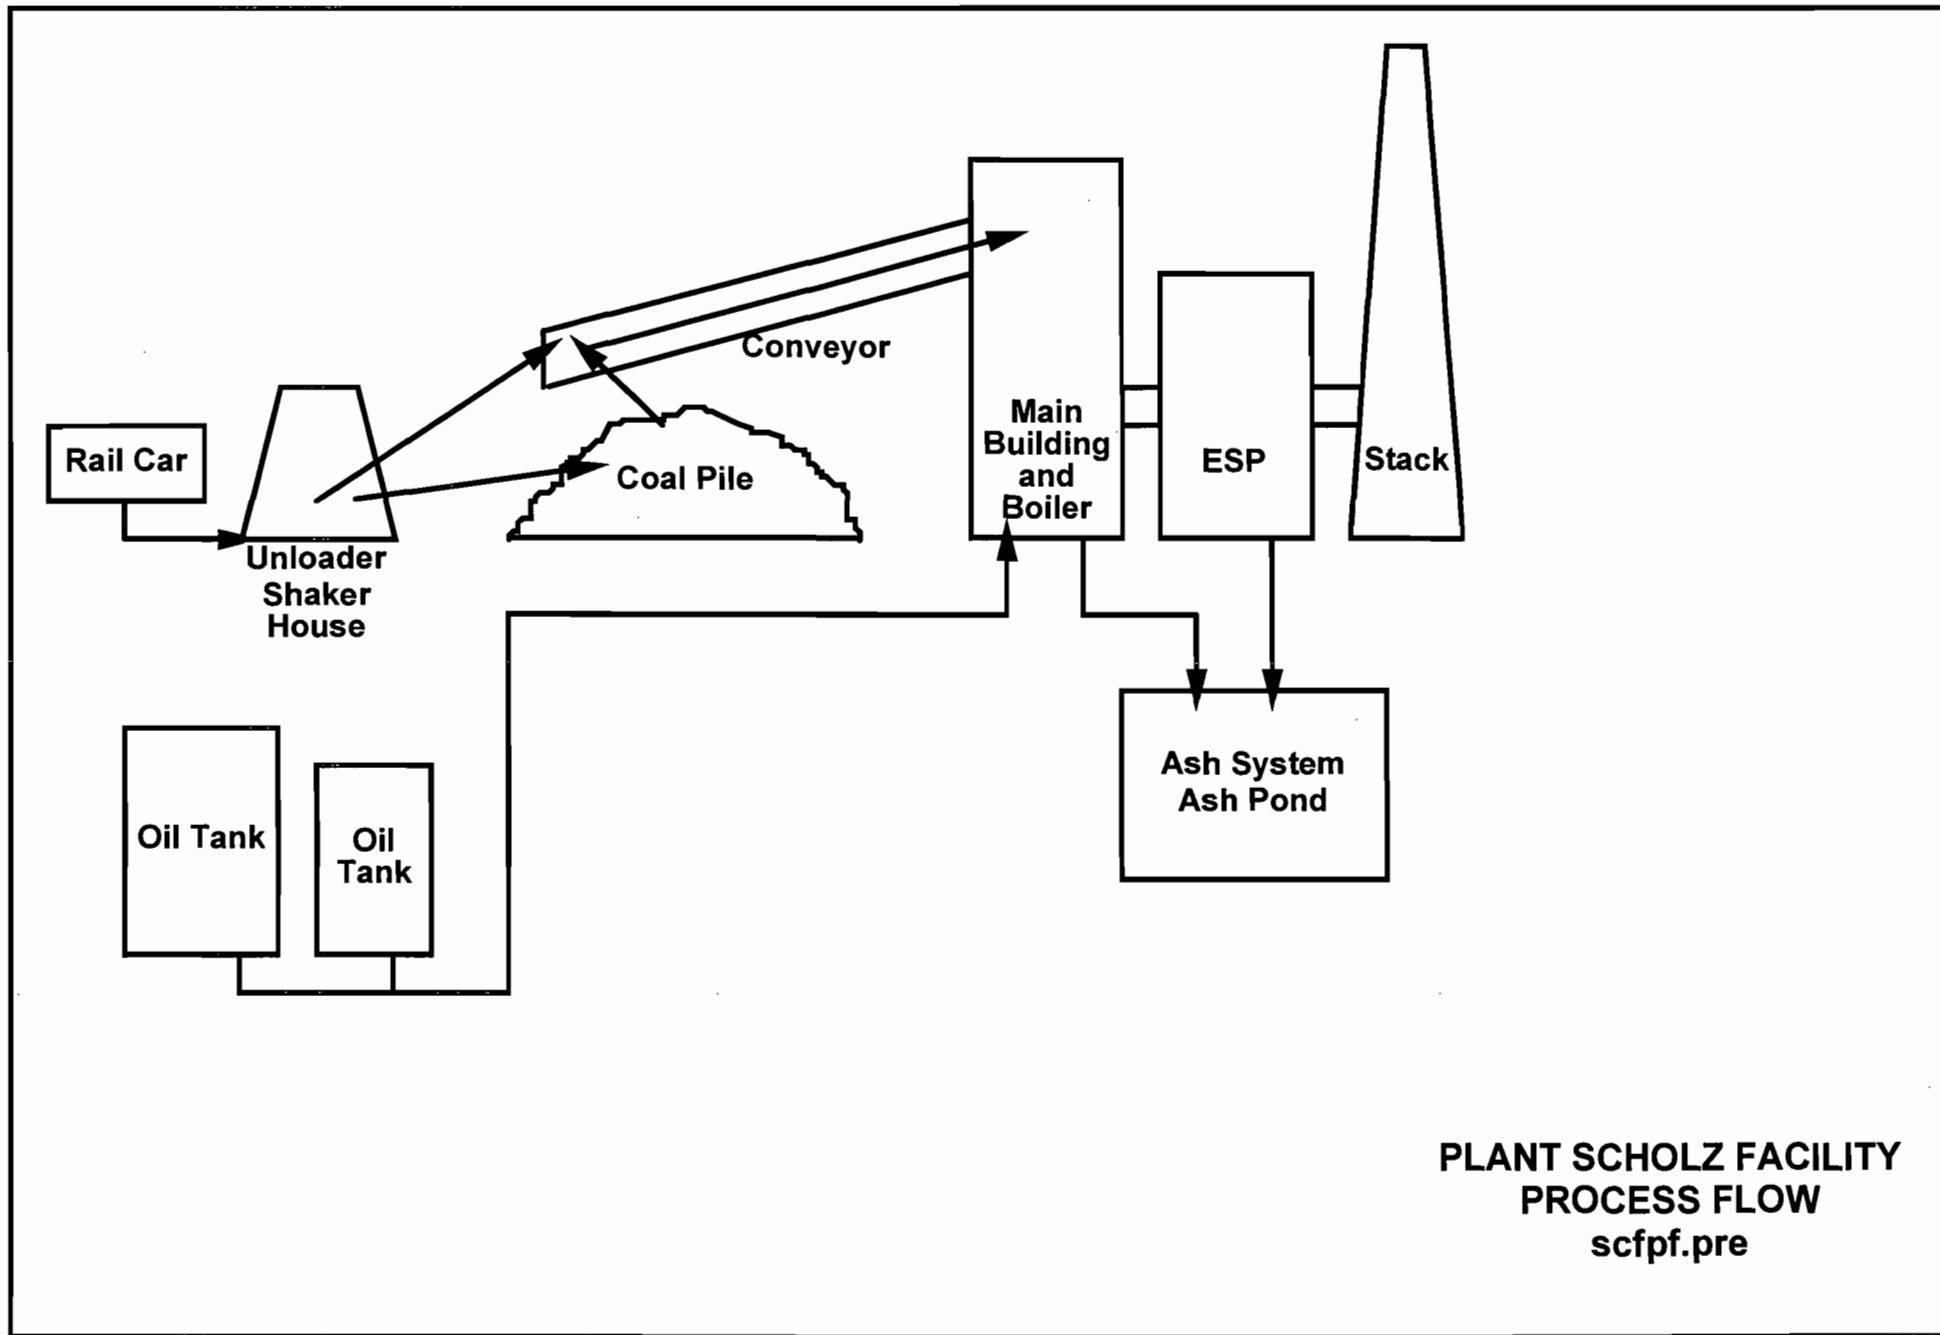 Conveyor
Rail Car
Unloader
Shaker
House
Coal Pile
Main
Building
and
Boiler
ESP
Stack
Oil Tank
Oil
Tank
Ash System
Ash Pond
PLANT SCHOLZ FACILITY
PROCESS FLOW
scfpf.pre